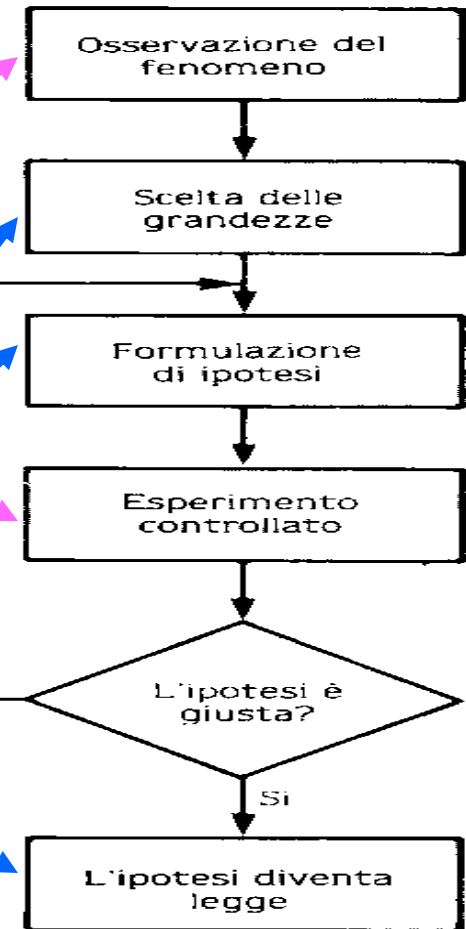 Osservazione del
fenomeno
Scelta delle
grandezze
Formulazione
di ipotesi
Esperimento
controllato
L'ipotesi è
giusta?
Si
L'ipotesi diventa
legge